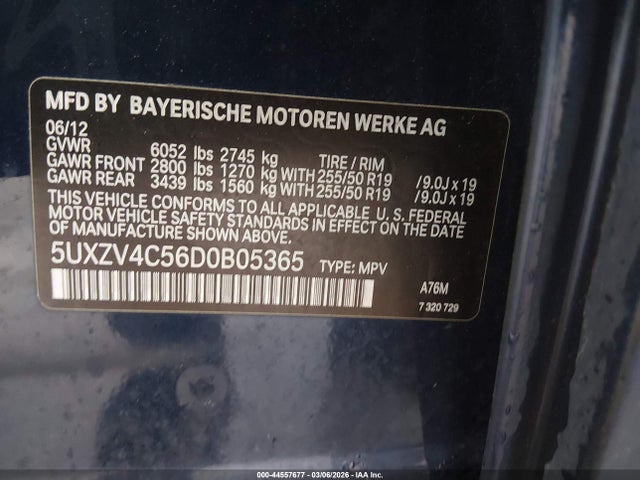 MFD BY BAYERISCHE MOTOREN WERKE AG
06/12
GVWR 6052 lbs 2745 kg TIRE / RIM
GAWR FRONT 2800 lbs 1270 kg WITH 255/50 R19 /9.0J x 19
GAWR REAR 3439 lbs 1560 kg WITH 255/50 R19 /9.0J x 19
THIS VEHICLE CONFORMS TO ALL APPLICABLE U. S. FEDERAL
MOTOR VEHICLE SAFETY STANDARDS IN EFFECT ON THE DATE
OF MANUFACTURE SHOWN ABOVE.
5UXZV4C56D0B05365 TYPE: MPV
A76M
7 320 729
000-44557677 - 03/06/2026 - IAAI.com